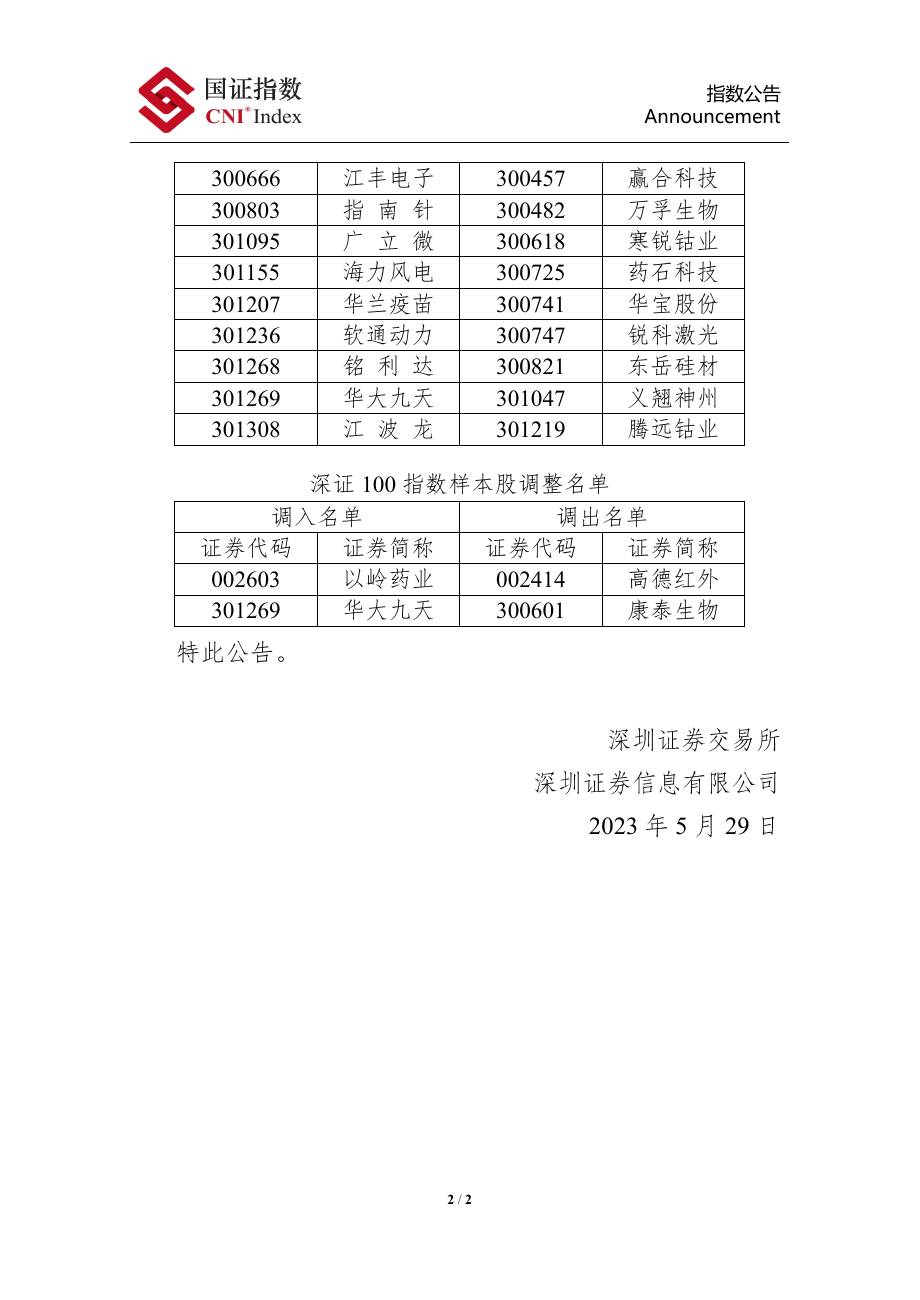 国证指数
CNI® Index
指数公告
Announcement
300666 江丰电子 300457 赢合科技
300803 指 南 针 300482 万孚生物
301095 广 立 微 300618 寒锐钴业
301155 海力风电 300725 药石科技
301207 华兰疫苗 300741 华宝股份
301236 软通动力 300747 锐科激光
301268 铭 利 达 300821 东岳硅材
301269 华大九天 301047 义翘神州
301308 江 波 龙 301219 腾远钴业
深证 100 指数样本股调整名单
调入名单 调出名单
证券代码 证券简称 证券代码 证券简称
002603 以岭药业 002414 高德红外
301269 华大九天 300601 康泰生物
特此公告。
深圳证券交易所
深圳证券信息有限公司
2023 年 5 月 29 日
2 / 2